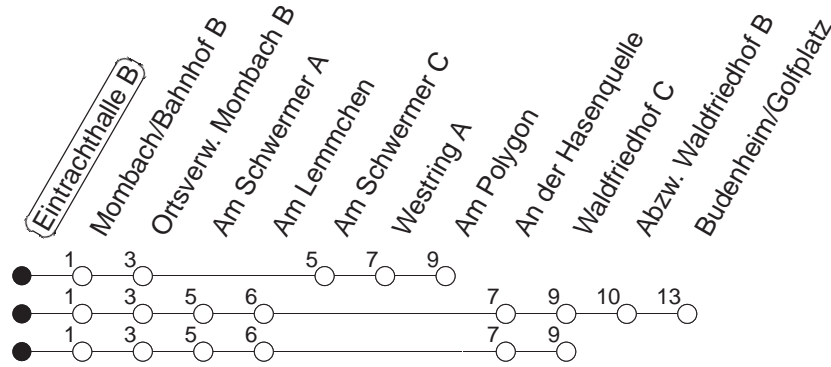 Eintrachthalle B
Mombach/Bahnhof B
Ortsverw. Mombach B
Am Schwermer A
Am Lemmchen
Am Schwermer C
Westring A
Am Polygon
An der Hasenquelle
Waldfriedhof C
Abzw. Waldfriedhof B
Budenheim/Golfplatz
1 3 5 7 9
1 3 5 6 7 9 10 13
1 3 5 6 7 9